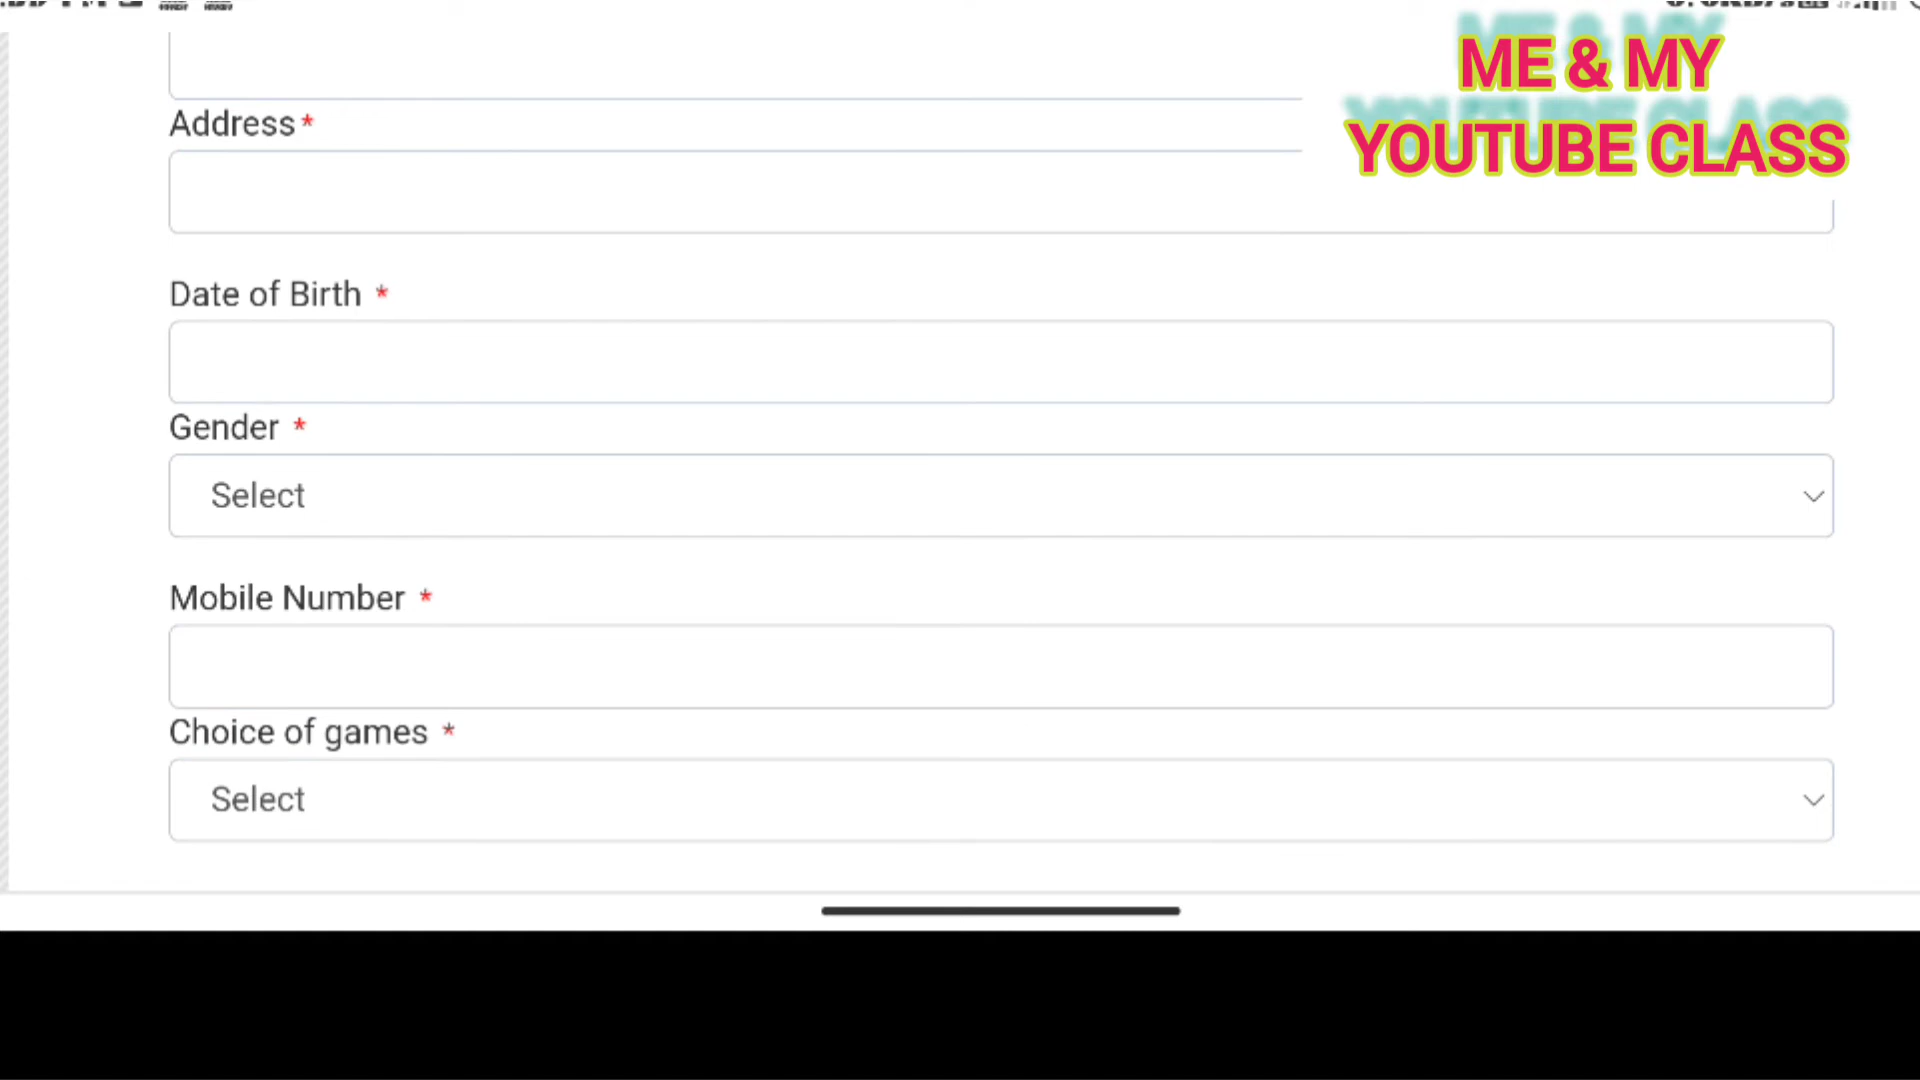 ME & MY
YOUTUBE CLASS
Address *
Date of Birth *
Gender *
Select
Mobile Number *
Choice of games *
Select